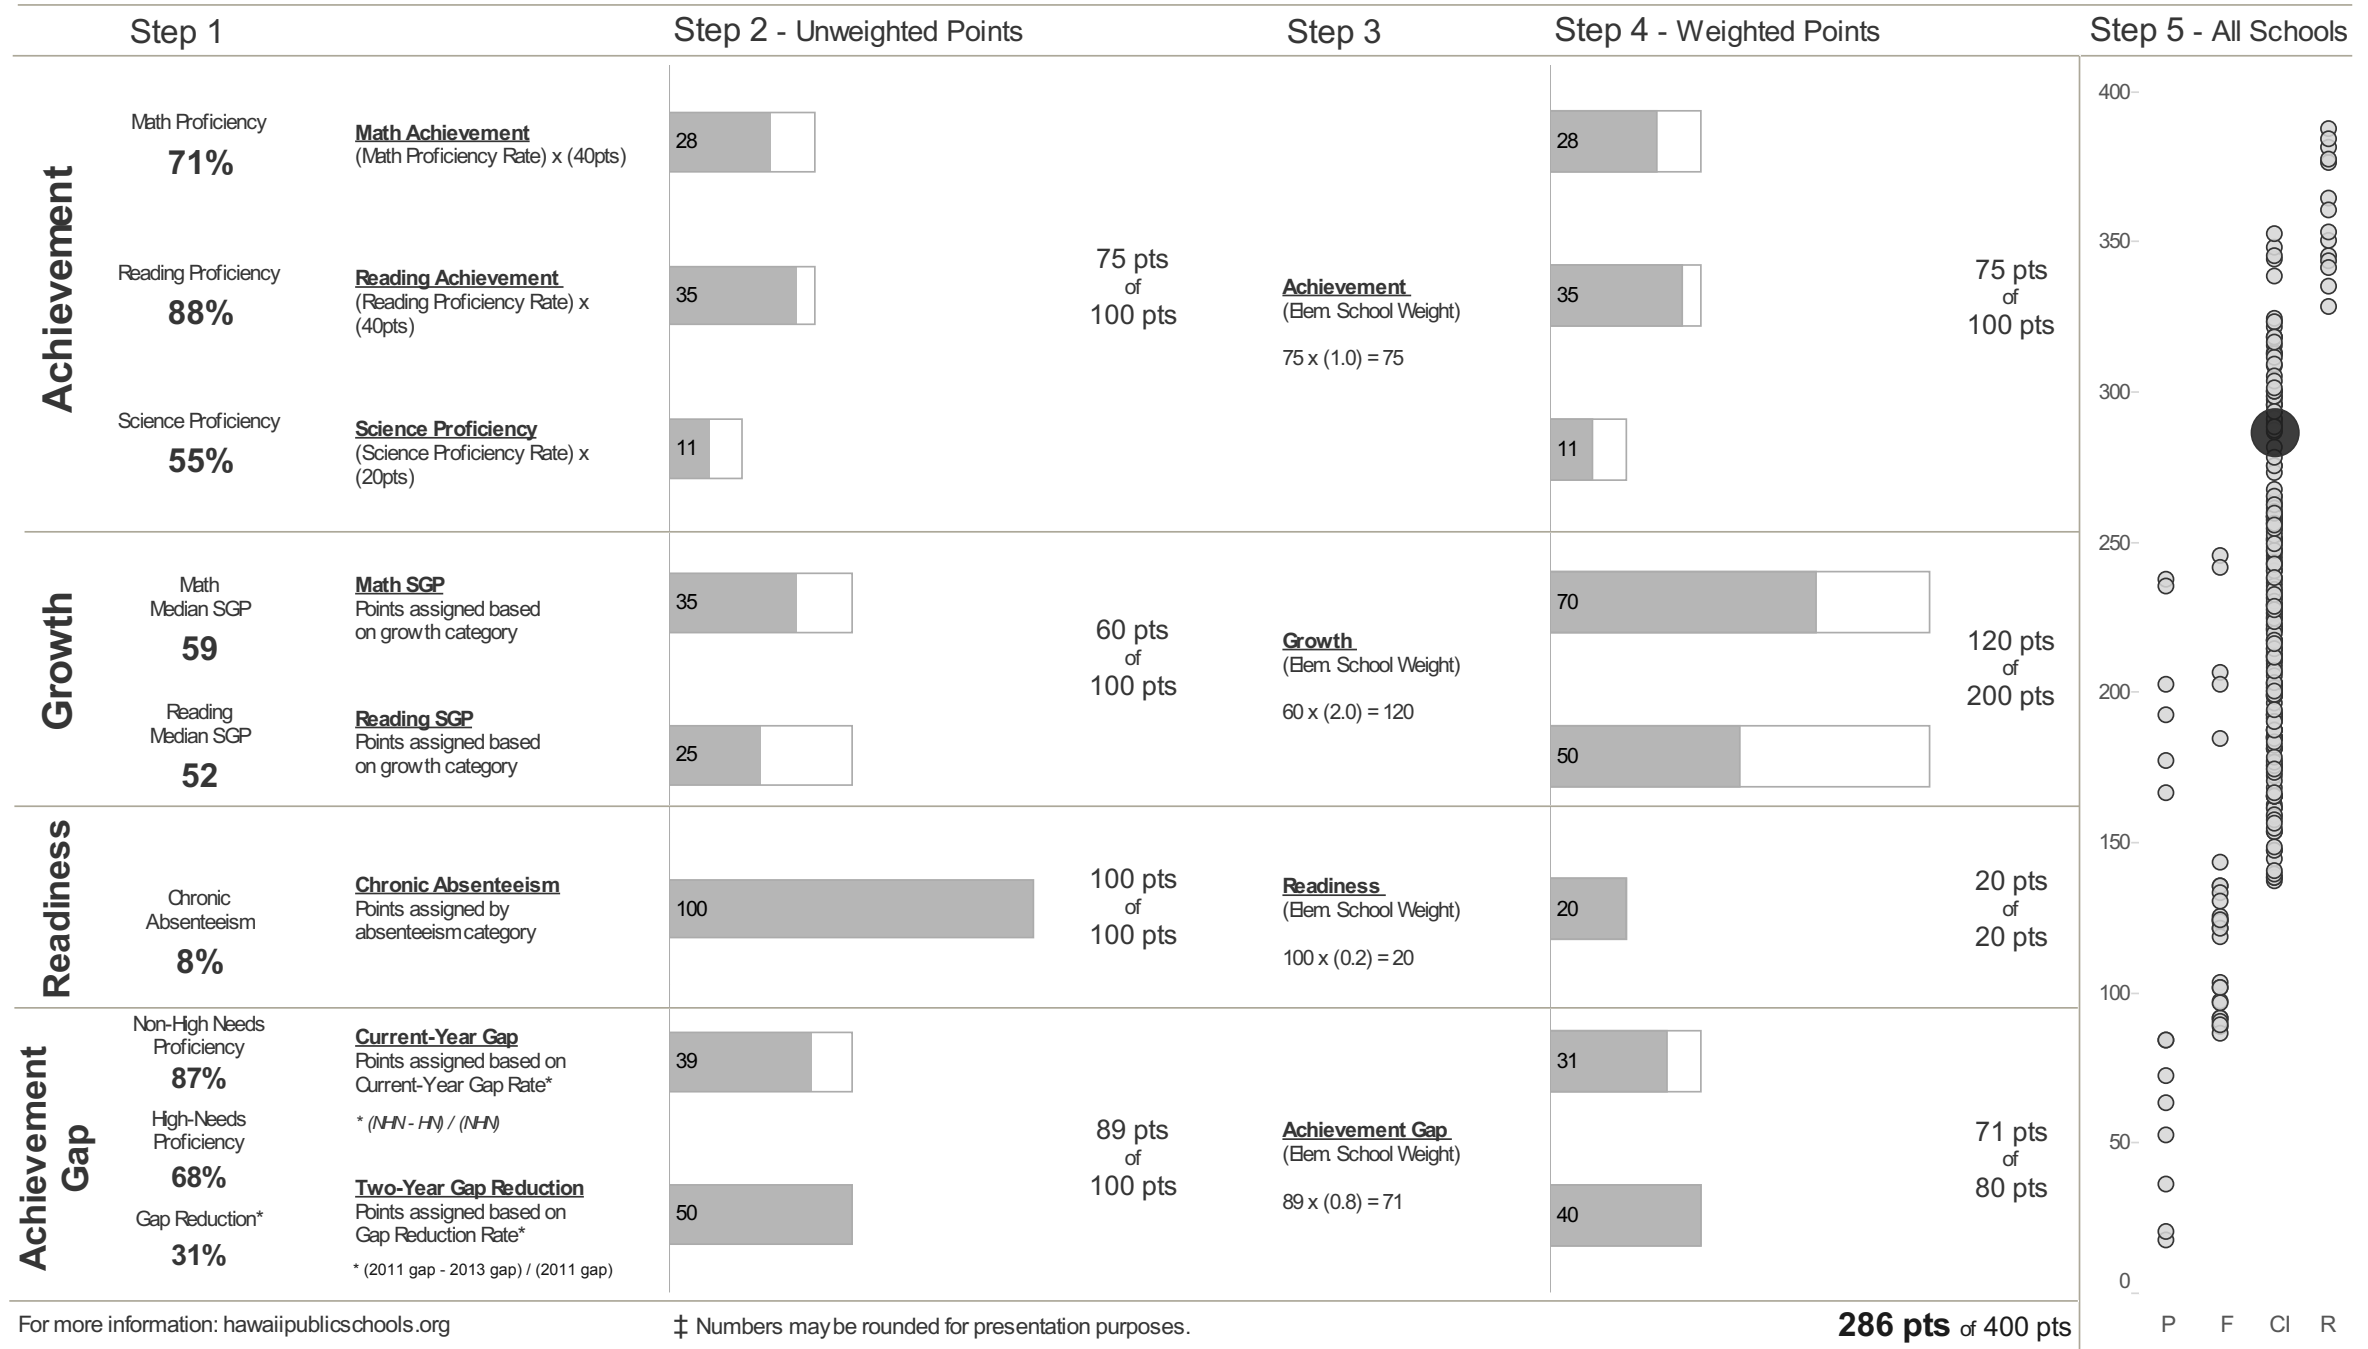 Step 1
Step 2 - Unweighted Points
Step 3
Step 4 - Weighted Points
Step 5 - All Schools
Achievement
Math Proficiency
71%
Math Achievement
(Math Proficiency Rate) x (40pts)
28
28
Reading Proficiency
88%
Reading Achievement
(Reading Proficiency Rate) x
(40pts)
35
75 pts
of
100 pts
Achievement
(Elem. School Weight)
75 x (1.0) = 75
35
75 pts
of
100 pts
Science Proficiency
55%
Science Proficiency
(Science Proficiency Rate) x
(20pts)
11
11
Growth
Math
Median SGP
59
Math SGP
Points assigned based
on growth category
35
60 pts
of
100 pts
Growth
(Elem. School Weight)
60 x (2.0) = 120
70
120 pts
of
200 pts
Reading
Median SGP
52
Reading SGP
Points assigned based
on growth category
25
50
Readiness
Chronic
Absenteeism
8%
Chronic Absenteeism
Points assigned by
absenteeism category
100
100 pts
of
100 pts
Readiness
(Elem. School Weight)
100 x (0.2) = 20
20
20 pts
of
20 pts
Achievement
Gap
Non-High Needs
Proficiency
87%
High-Needs
Proficiency
68%
Gap Reduction*
31%
Current-Year Gap
Points assigned based on
Current-Year Gap Rate*
* (NHN - HN) / (NHN)
Two-Year Gap Reduction
Points assigned based on
Gap Reduction Rate*
* (2011 gap - 2013 gap) / (2011 gap)
39
50
89 pts
of
100 pts
Achievement Gap
(Elem. School Weight)
89 x (0.8) = 71
31
40
71 pts
of
80 pts
400
350
300
250
200
150
100
50
0
P F CI R
For more information: hawaiipublicschools.org
‡ Numbers may be rounded for presentation purposes.
286 pts of 400 pts